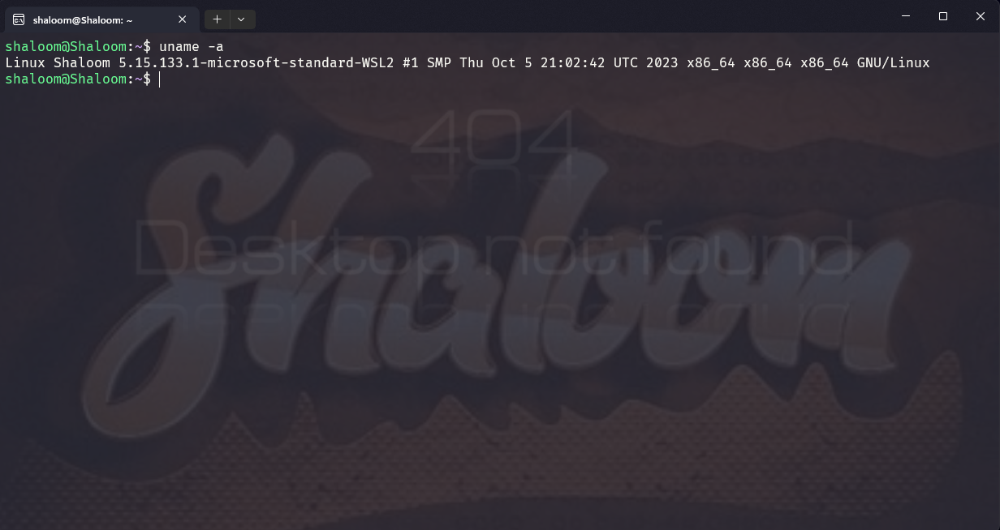 shaloom@Shaloom: ~
shaloom@Shaloom:~$ uname -a
Linux Shaloom 5.15.133.1-microsoft-standard-WSL2 #1 SMP Thu Oct 5 21:02:42 UTC 2023 x86_64 x86_64 x86_64 GNU/Linux
shaloom@Shaloom:~$
404
Desktop not found
Shaloom